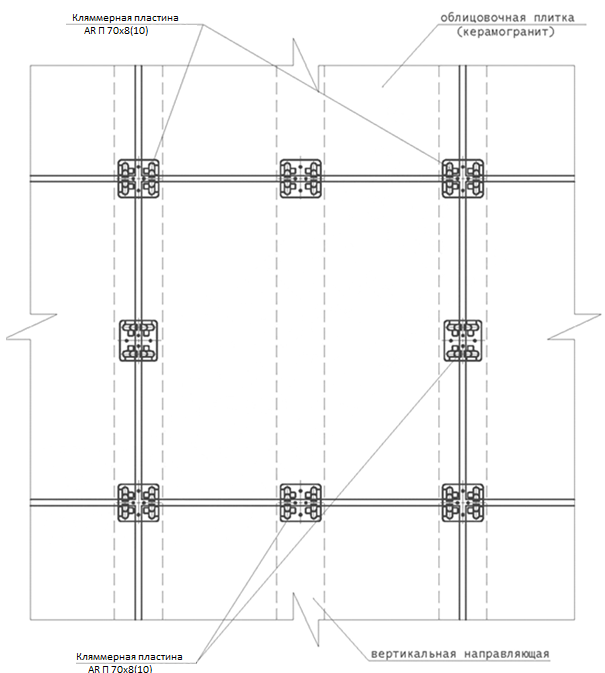 Кляммерная пластина
AR П 70х8(10)
облицовочная плитка
(керамогранит)
Кляммерная пластина
AR П 70х8(10)
вертикальная направляющая